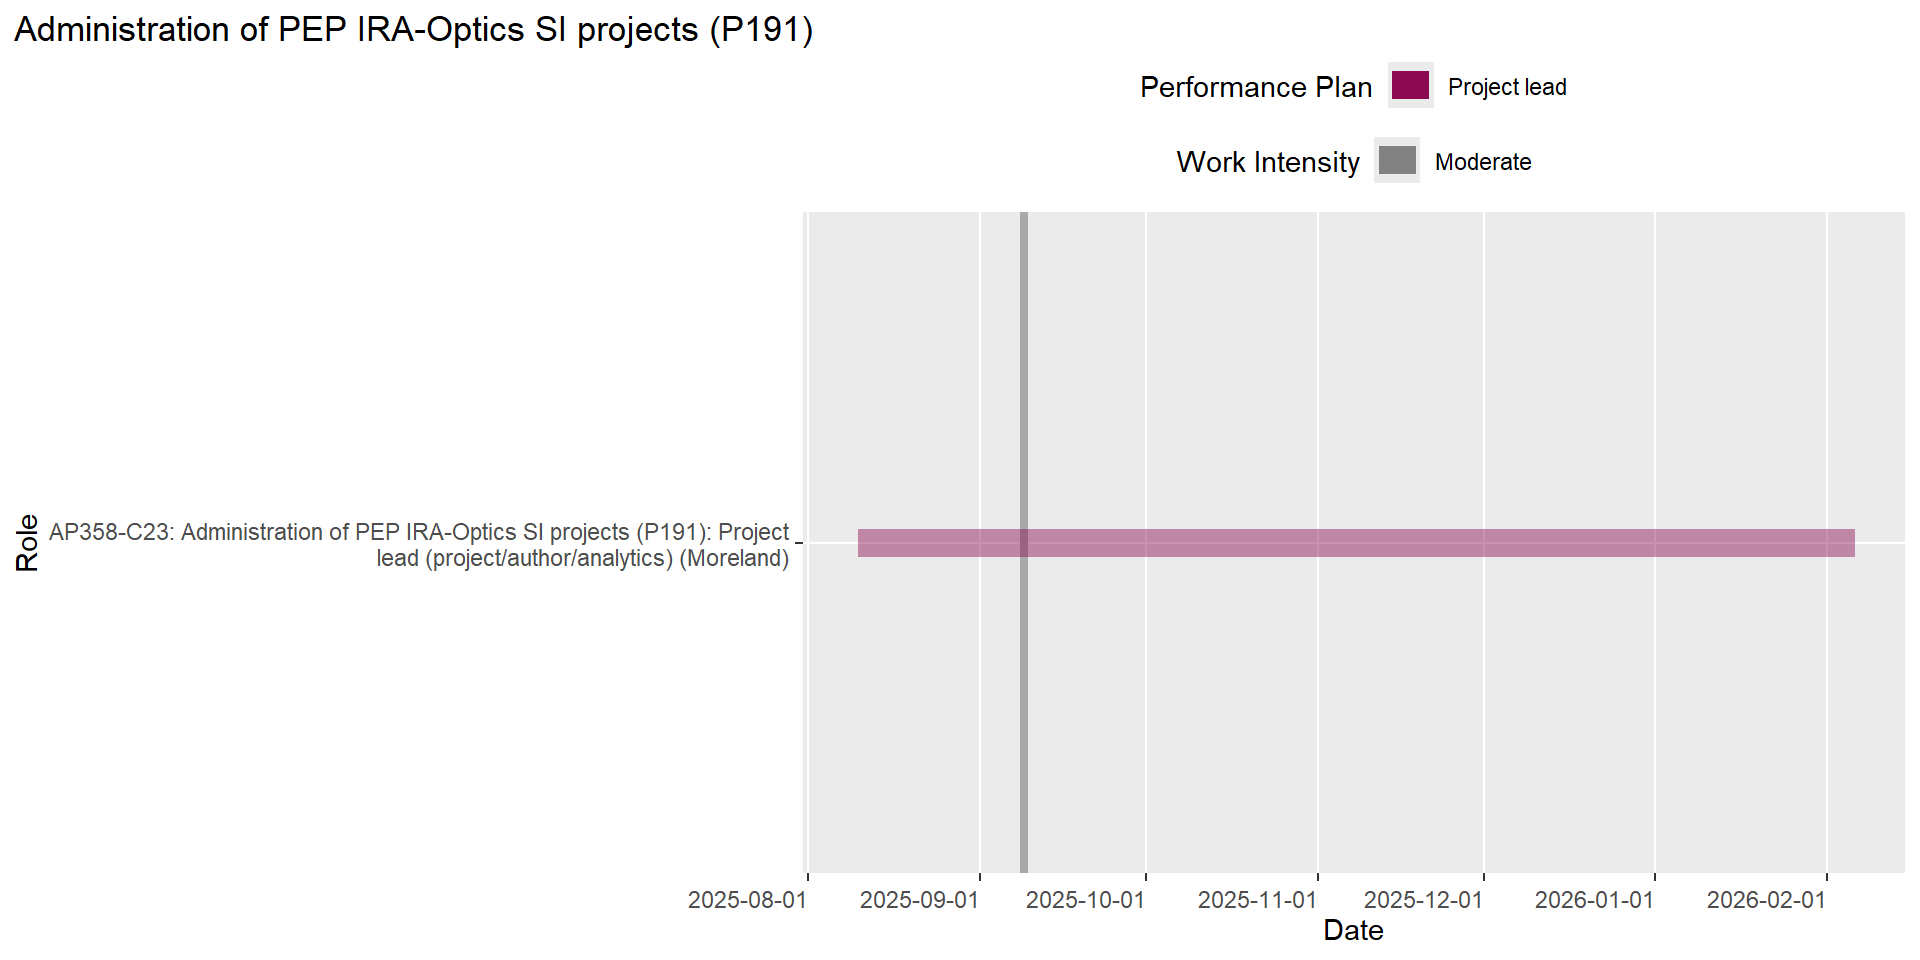 Administration of PEP IRA-Optics SI projects (P191)
Performance Plan Project lead
Work Intensity Moderate
Role
AP358-C23: Administration of PEP IRA-Optics SI projects (P191): Project
lead (project/author/analytics) (Moreland)
2025-08-01 2025-09-01 2025-10-01 2025-11-01 2025-12-01 2026-01-01 2026-02-01
Date